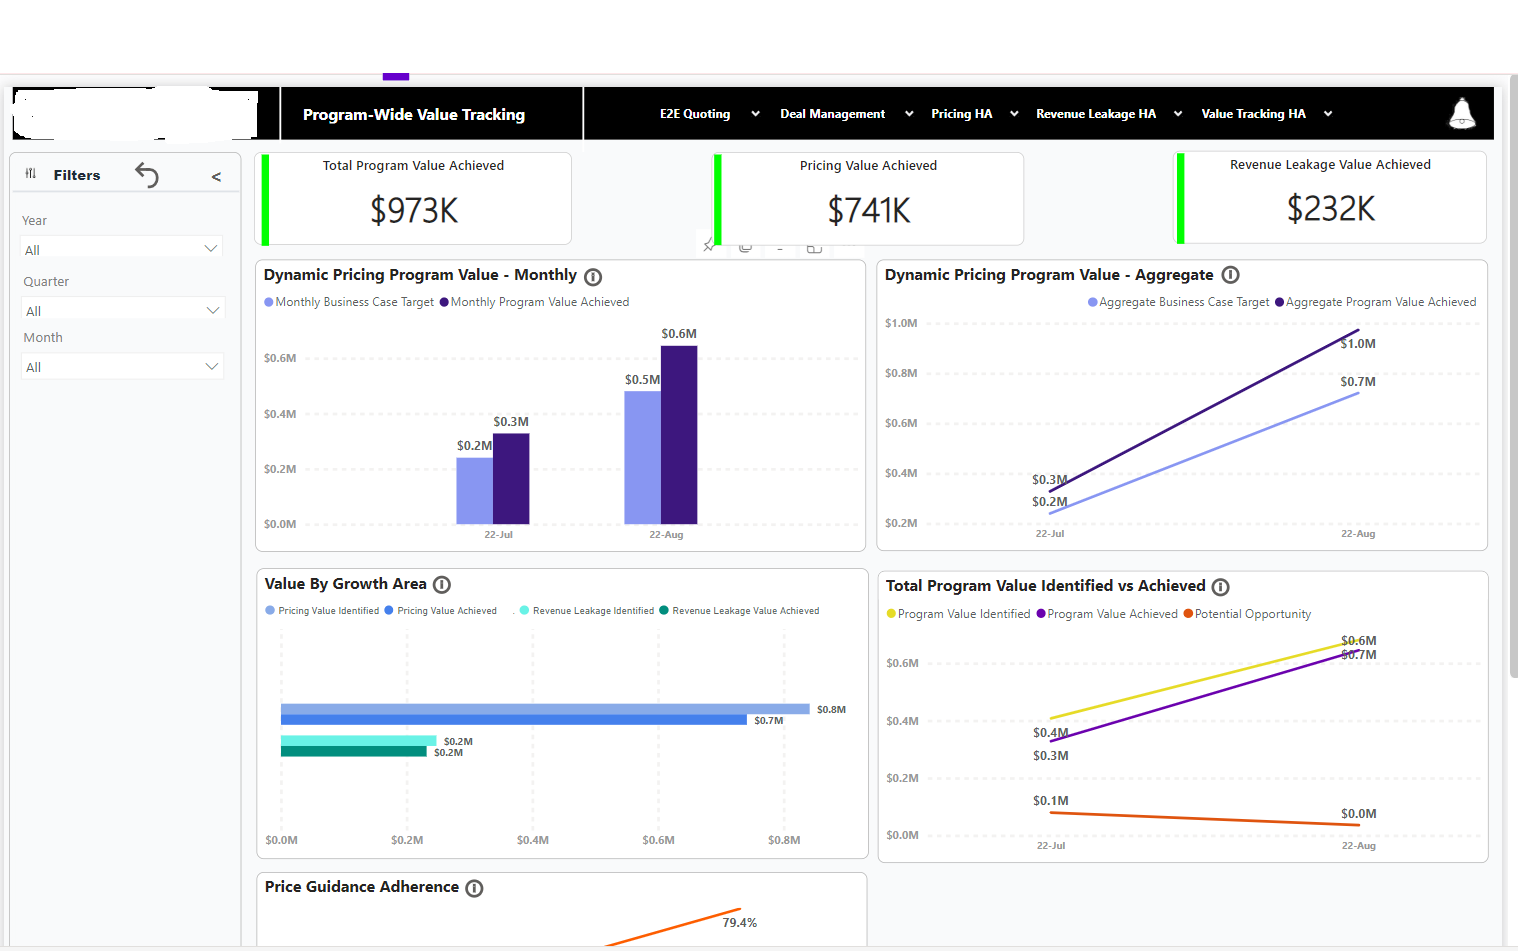 Program-Wide Value Tracking
E2E Quoting
Deal Management
Pricing HA
Revenue Leakage HA
Value Tracking HA
Filters
<
Year
All
Quarter
All
Month
All
Total Program Value Achieved
$973K
Pricing Value Achieved
$741K
Revenue Leakage Value Achieved
$232K
Dynamic Pricing Program Value - Monthly
Monthly Business Case Target Monthly Program Value Achieved
$0.6M
$0.6M
$0.5M
$0.4M
$0.3M
$0.2M
$0.2M
$0.0M
22-Jul 22-Aug
Dynamic Pricing Program Value - Aggregate
Aggregate Business Case Target Aggregate Program Value Achieved
$1.0M
$1.0M
$0.8M
$0.7M
$0.6M
$0.4M
$0.3M
$0.2M
$0.2M
22-Jul 22-Aug
Value By Growth Area
Pricing Value Identified Pricing Value Achieved . Revenue Leakage Identified Revenue Leakage Value Achieved
$0.8M
$0.7M
$0.2M
$0.2M
$0.0M $0.2M $0.4M $0.6M $0.8M
Total Program Value Identified vs Achieved
Program Value Identified Program Value Achieved Potential Opportunity
$0.6M
$0.7M
$0.6M
$0.4M
$0.4M
$0.3M
$0.2M
$0.1M
$0.0M
$0.0M
22-Jul 22-Aug
Price Guidance Adherence
79.4%